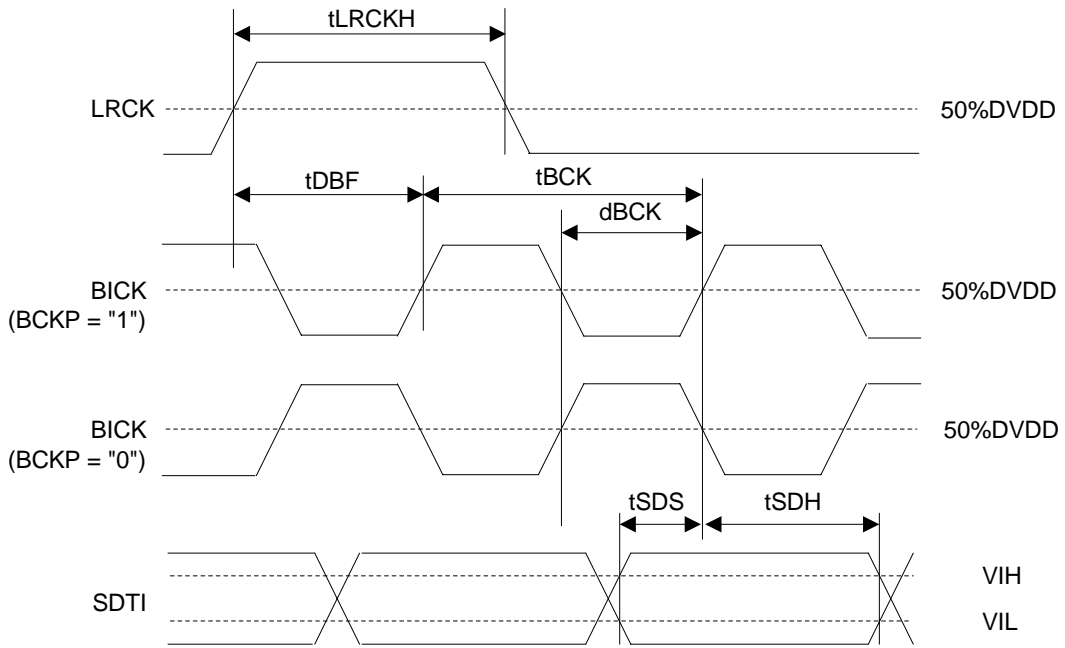 tLRCKH
LRCK
50%DVDD
tDBF
tBCK
dBCK
BICK
(BCKP = "1")
50%DVDD
BICK
(BCKP = "0")
50%DVDD
tSDS
tSDH
SDTI
VIH
VIL